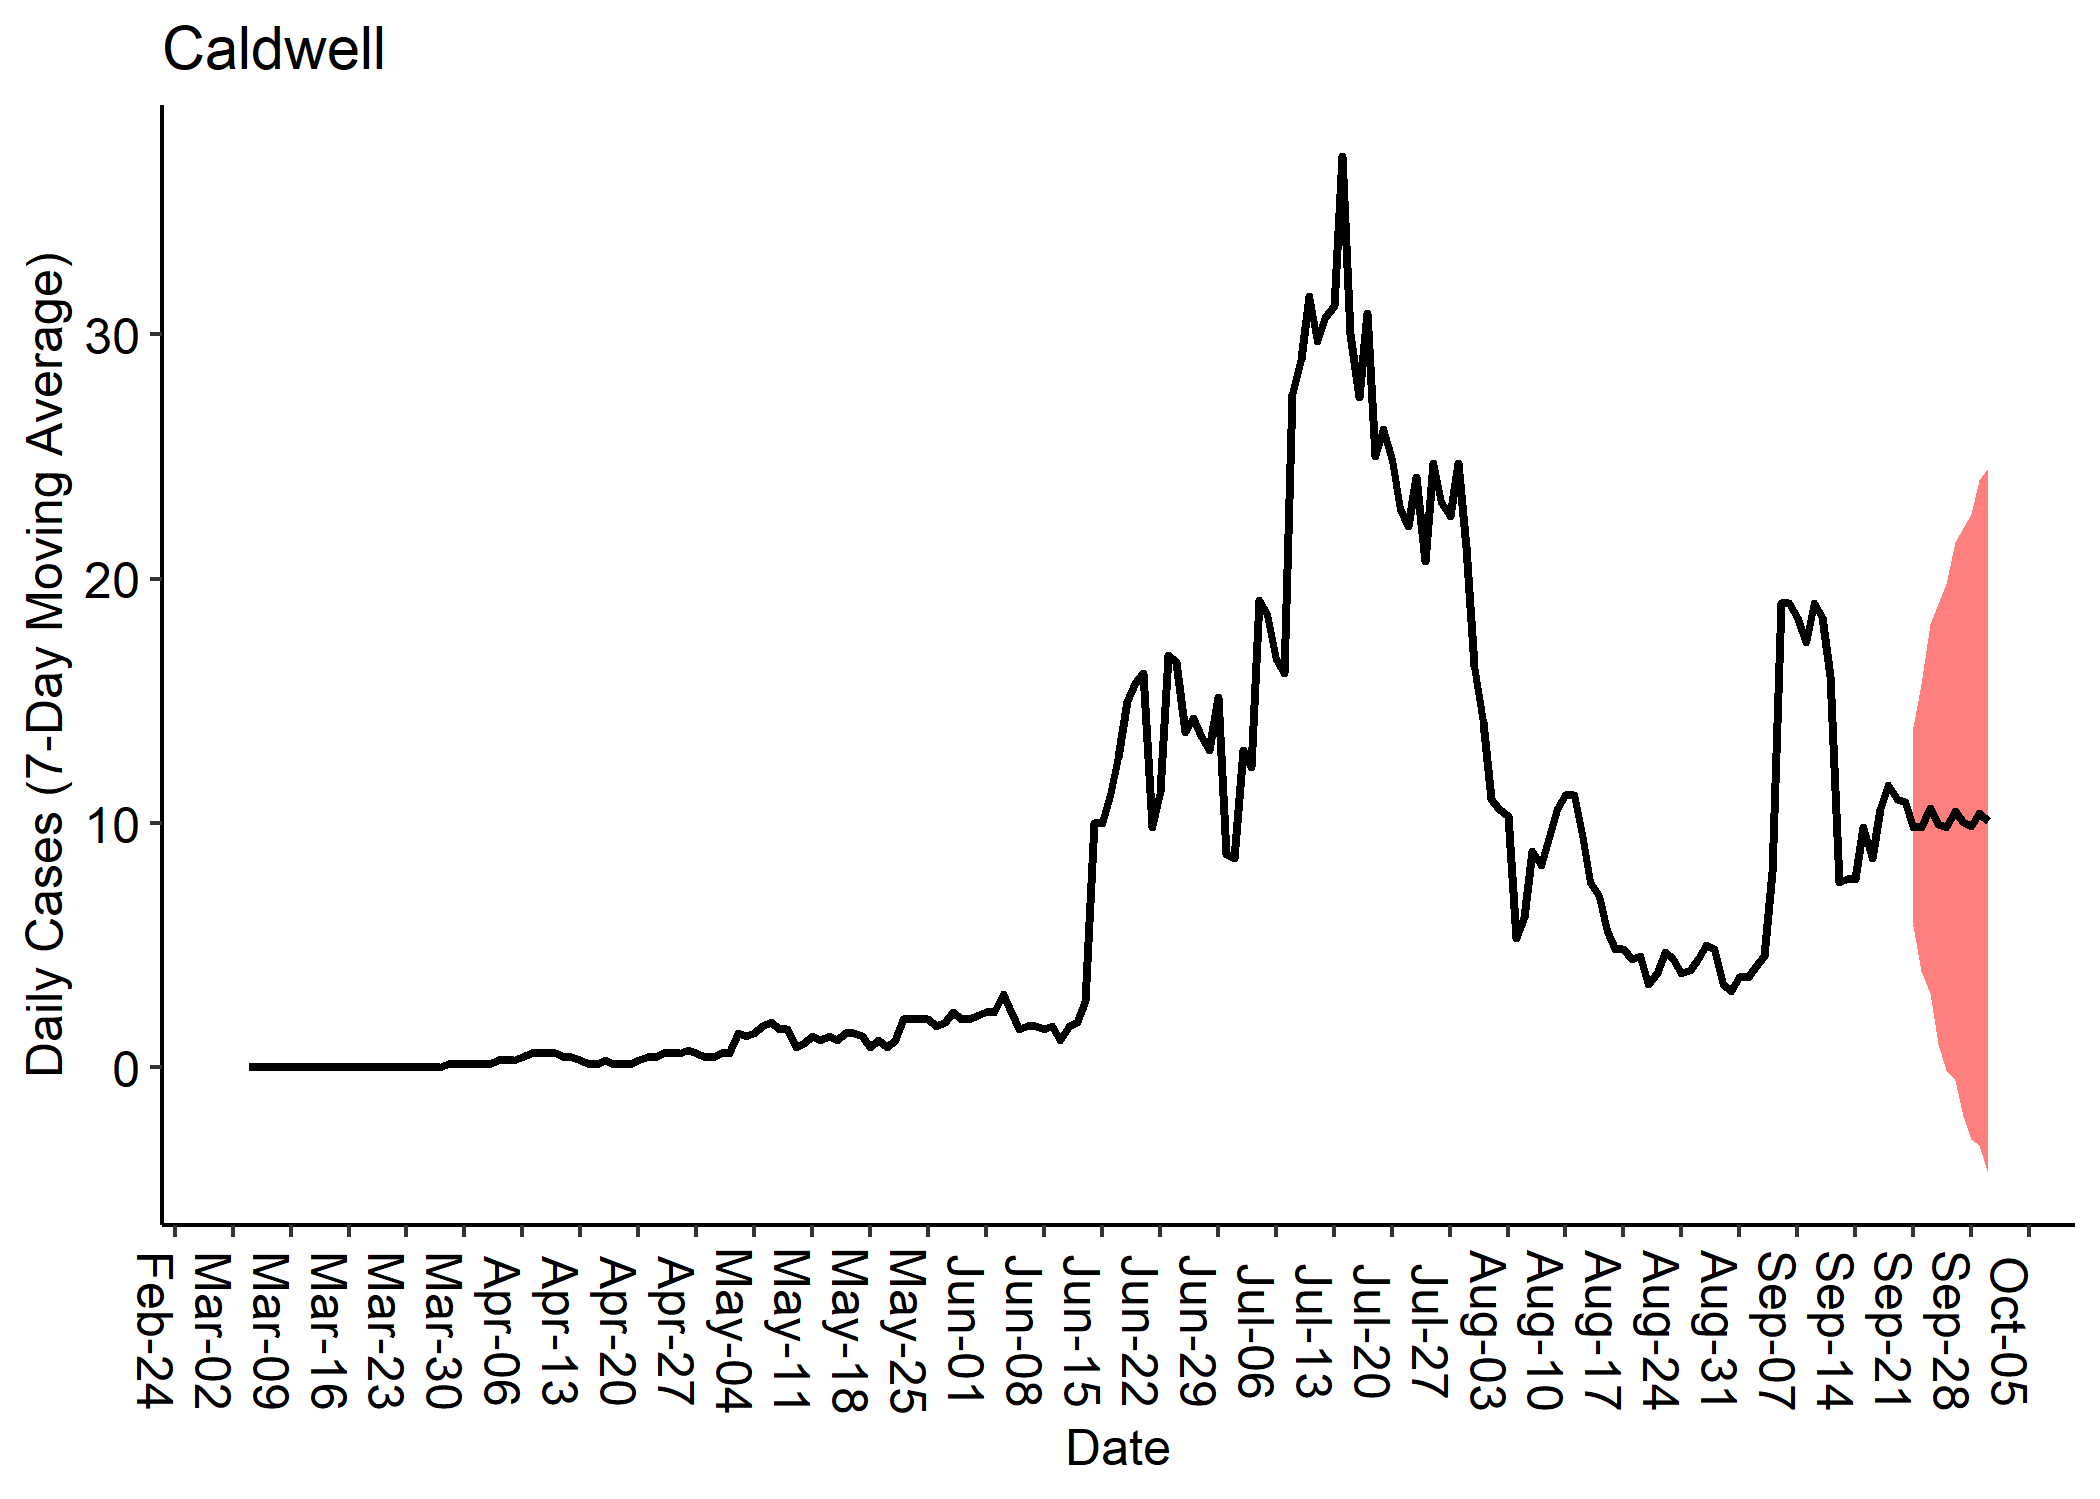 Caldwell
Daily Cases (7-Day Moving Average)
30
20
10
0
Feb-24
Mar-02
Mar-09
Mar-16
Mar-23
Mar-30
Apr-06
Apr-13
Apr-20
Apr-27
May-04
May-11
May-18
May-25
Jun-01
Jun-08
Jun-15
Jun-22
Jun-29
Jul-06
Jul-13
Jul-20
Jul-27
Aug-03
Aug-10
Aug-17
Aug-24
Aug-31
Sep-07
Sep-14
Sep-21
Sep-28
Oct-05
Date